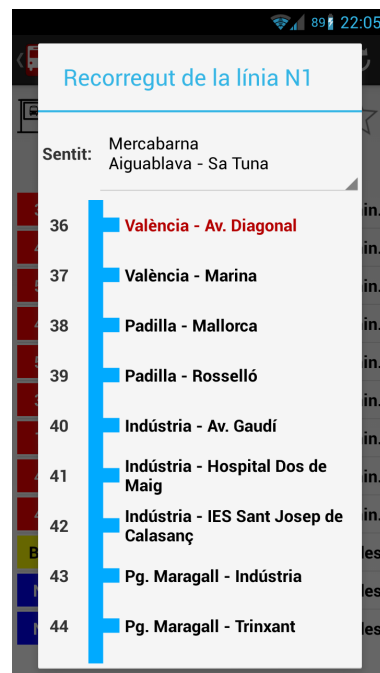 89 22:05
Recorregut de la línia N1
Sentit:
Mercabarna
Aiguablava - Sa Tuna
36 València - Av. Diagonal
37 València - Marina
38 Padilla - Mallorca
39 Padilla - Rosselló
40 Indústria - Av. Gaudí
41 Indústria - Hospital Dos de
Maig
42 Indústria - IES Sant Josep de
Calasanç
43 Pg. Maragall - Indústria
44 Pg. Maragall - Trinxant